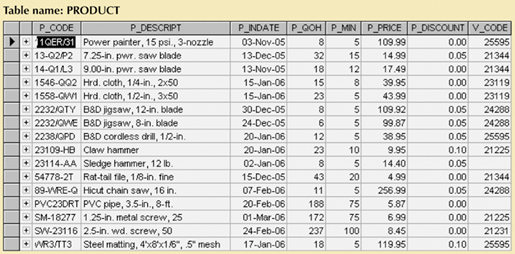 Table name: PRODUCT
P_CODE P_DESCRIPT P_INDATE P_QOH P_MIN P_PRICE P_DISCOUNT V_CODE
11QER/31 Power painter, 15 psi., 3-nozzle 03-Nov-05 8 5 109.99 0.00 25595
13-Q2/P2 7.25-in. pwr. saw blade 13-Dec-05 32 15 14.99 0.05 21344
14-Q1/L3 9.00-in. pwr. saw blade 13-Nov-05 18 12 17.49 0.00 21344
1546-QQ2 Hrd. cloth, 1/4-in., 2x50 15-Jan-06 15 8 39.95 0.00 23119
1558-QW1 Hrd. cloth, 1/2-in., 3x50 15-Jan-06 23 5 43.99 0.00 23119
2232/QTY B&D jigsaw, 12-in. blade 30-Dec-05 8 5 109.92 0.05 24288
2232/QWE B&D jigsaw, 8-in. blade 24-Dec-05 6 5 99.87 0.05 24288
2238/QPD B&D cordless drill, 1/2-in. 20-Jan-06 12 5 38.95 0.05 25595
23109-HB Claw hammer 20-Jan-06 23 10 9.95 0.10 21225
23114-AA Sledge hammer, 12 lb. 02-Jan-06 8 5 14.40 0.05
54778-2T Rat-tail file, 1/8-in. fine 15-Dec-05 43 20 4.99 0.00 21344
89-WRE-Q Hicut chain saw, 16 in. 07-Feb-06 11 5 256.99 0.05 24288
PVC23DRT PVC pipe, 3.5-in., 8-ft. 20-Feb-06 188 75 5.87 0.00
SM-18277 1.25-in. metal screw, 25 01-Mar-06 172 75 6.99 0.00 21225
SW-23116 2.5-in. wd. screw, 50 24-Feb-06 237 100 8.45 0.00 21231
WR3/TT3 Steel matting, 4'x8'x1/6", .5" mesh 17-Jan-06 18 5 119.95 0.10 25595